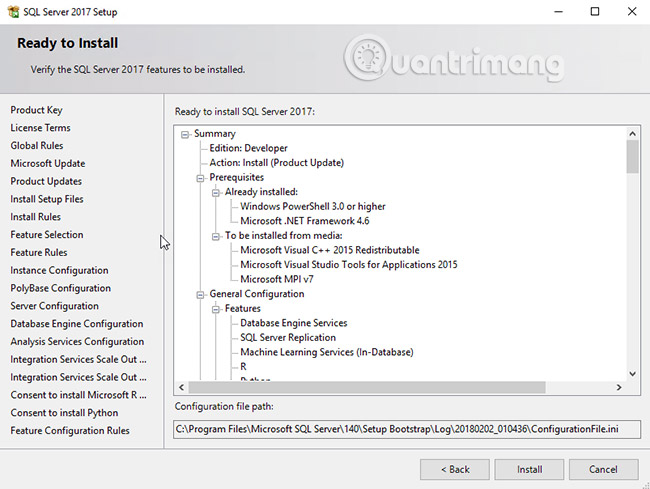 SQL Server 2017 Setup
Ready to Install
Verify the SQL Server 2017 features to be installed.
Quantrimang
Product Key
License Terms
Global Rules
Microsoft Update
Product Updates
Install Setup Files
Install Rules
Feature Selection
Feature Rules
Instance Configuration
PolyBase Configuration
Server Configuration
Database Engine Configuration
Analysis Services Configuration
Integration Services Scale Out ...
Integration Services Scale Out ...
Consent to install Microsoft R ...
Consent to install Python
Feature Configuration Rules
Ready to install SQL Server 2017:
Summary
Edition: Developer
Action: Install (Product Update)
Prerequisites
Already installed:
Windows PowerShell 3.0 or higher
Microsoft .NET Framework 4.6
To be installed from media:
Microsoft Visual C++ 2015 Redistributable
Microsoft Visual Studio Tools for Applications 2015
Microsoft MPI v7
General Configuration
Features
Database Engine Services
SQL Server Replication
Machine Learning Services (In-Database)
R
Python
Configuration file path:
C:\Program Files\Microsoft SQL Server\140\Setup Bootstrap\Log\20180202_010436\ConfigurationFile.ini
< Back
Install
Cancel